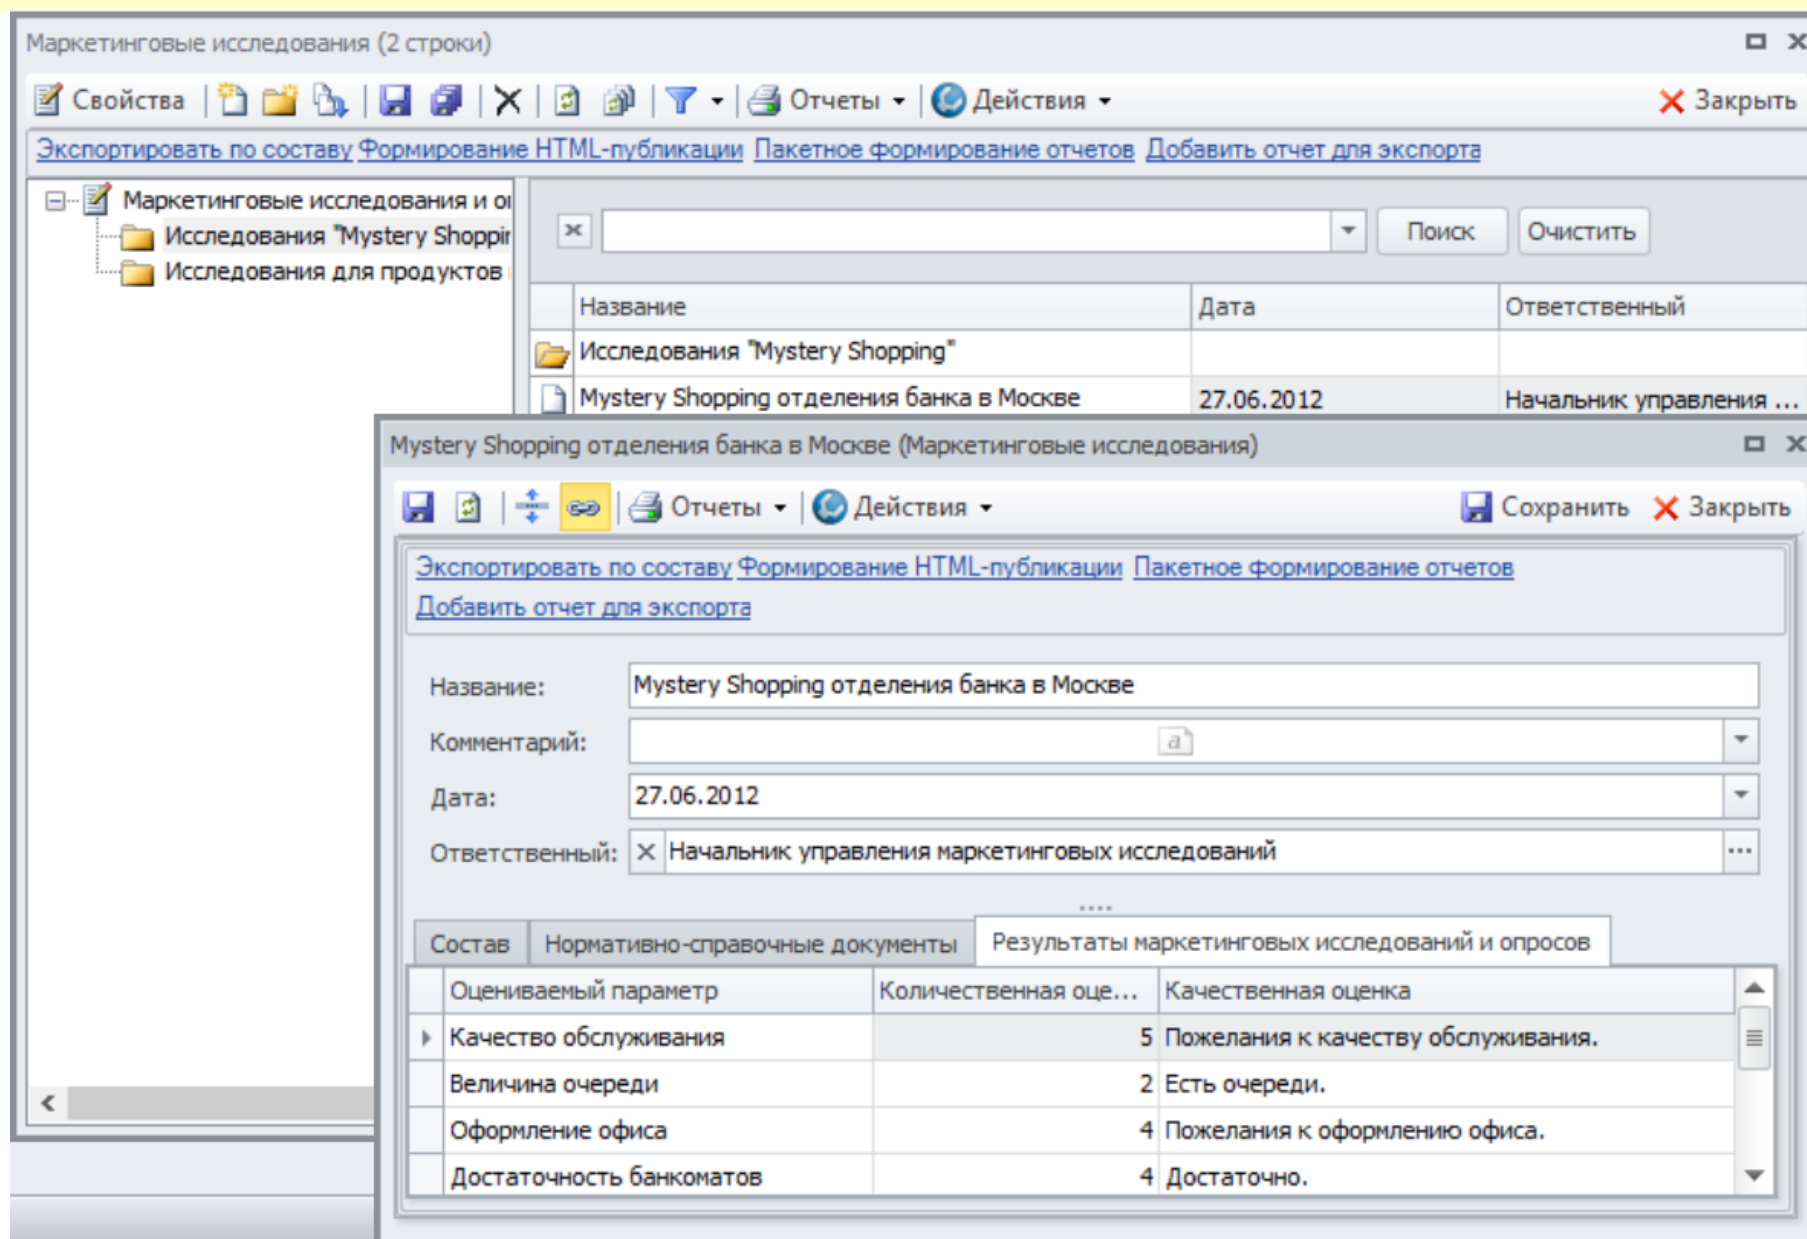 Маркетинговые исследования (2 строки)
Свойства Отчеты Действия Закрыть
Экспортировать по составу Формирование HTML-публикации Пакетное формирование отчетов Добавить отчет для экспорта
Маркетинговые исследования и
Исследования "Mystery
Исследования для продуктов
Поиск Очистить
Название Дата Ответственный
Исследования "Mystery Shopping"
Mystery Shopping отделения банка в Москве 27.06.2012 Начальник управления ...
Mystery Shopping отделения банка в Москве (Маркетинговые исследования)
Отчеты Действия Сохранить Закрыть
Экспортировать по составу Формирование HTML-публикации Пакетное формирование отчетов
Добавить отчет для экспорта
Название: Mystery Shopping отделения банка в Москве
Комментарий: a
Дата: 27.06.2012
Ответственный: Начальник управления маркетинговых исследований
Состав Нормативно-справочные документы Результаты маркетинговых исследований и опросов
Оцениваемый параметр Количественная оце... Качественная оценка
Качество обслуживания 5 Пожелания к качеству обслуживания.
Величина очереди 2 Есть очереди.
Оформление офиса 4 Пожелания к оформлению офиса.
Достаточность банкоматов 4 Достаточно.